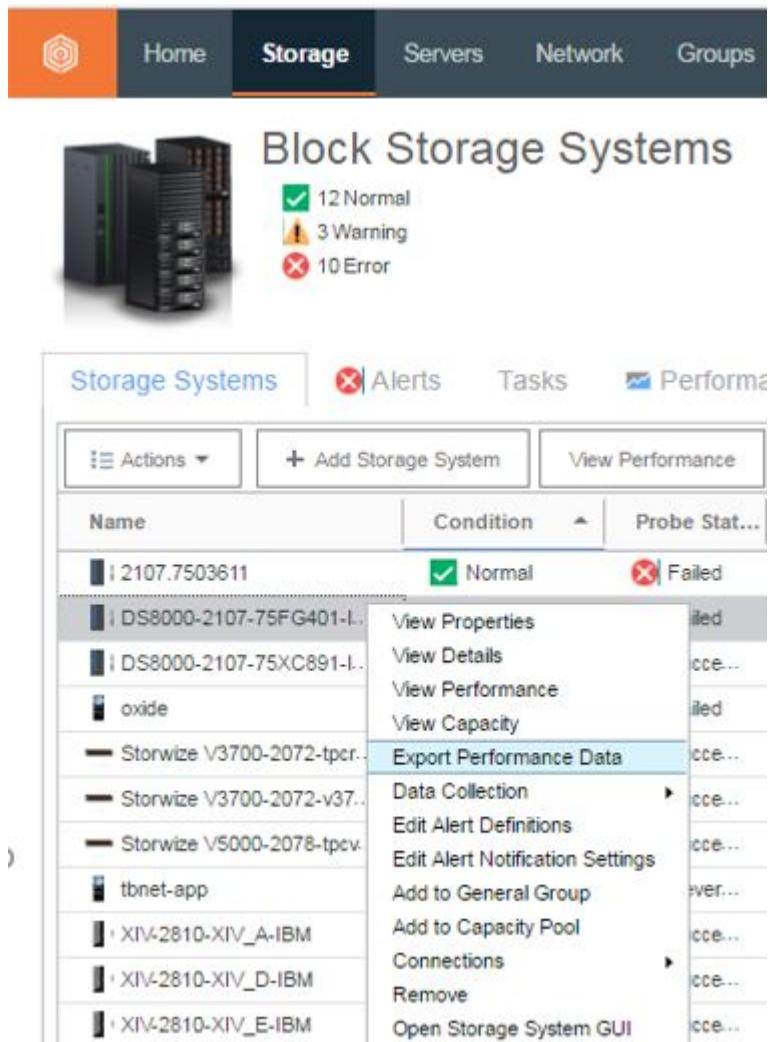 Home Storage Servers Network Groups
Block Storage Systems
12 Normal
3 Warning
10 Error
Storage Systems Alerts Tasks Performa
Actions + Add Storage System View Performance
Name Condition Probe Stat...
2107.7503611 Normal Failed
DS8000-2107-75FG401-I... View Properties iled
DS8000-2107-75XC891-I... View Details cce...
View Performance
oxide iled
View Capacity
Storwize V3700-2072-tpcr... Export Performance Data cce...
Storwize V3700-2072-v37... Data Collection cce...
Edit Alert Definitions
Storwize V5000-2078-tpcv... Edit Alert Notification Settings cce...
tbnet-app Add to General Group ever...
XIV-2810-XIV_A-IBM Add to Capacity Pool cce...
Connections
XIV-2810-XIV_D-IBM cce...
Remove
XIV-2810-XIV_E-IBM Open Storage System GUI cce...